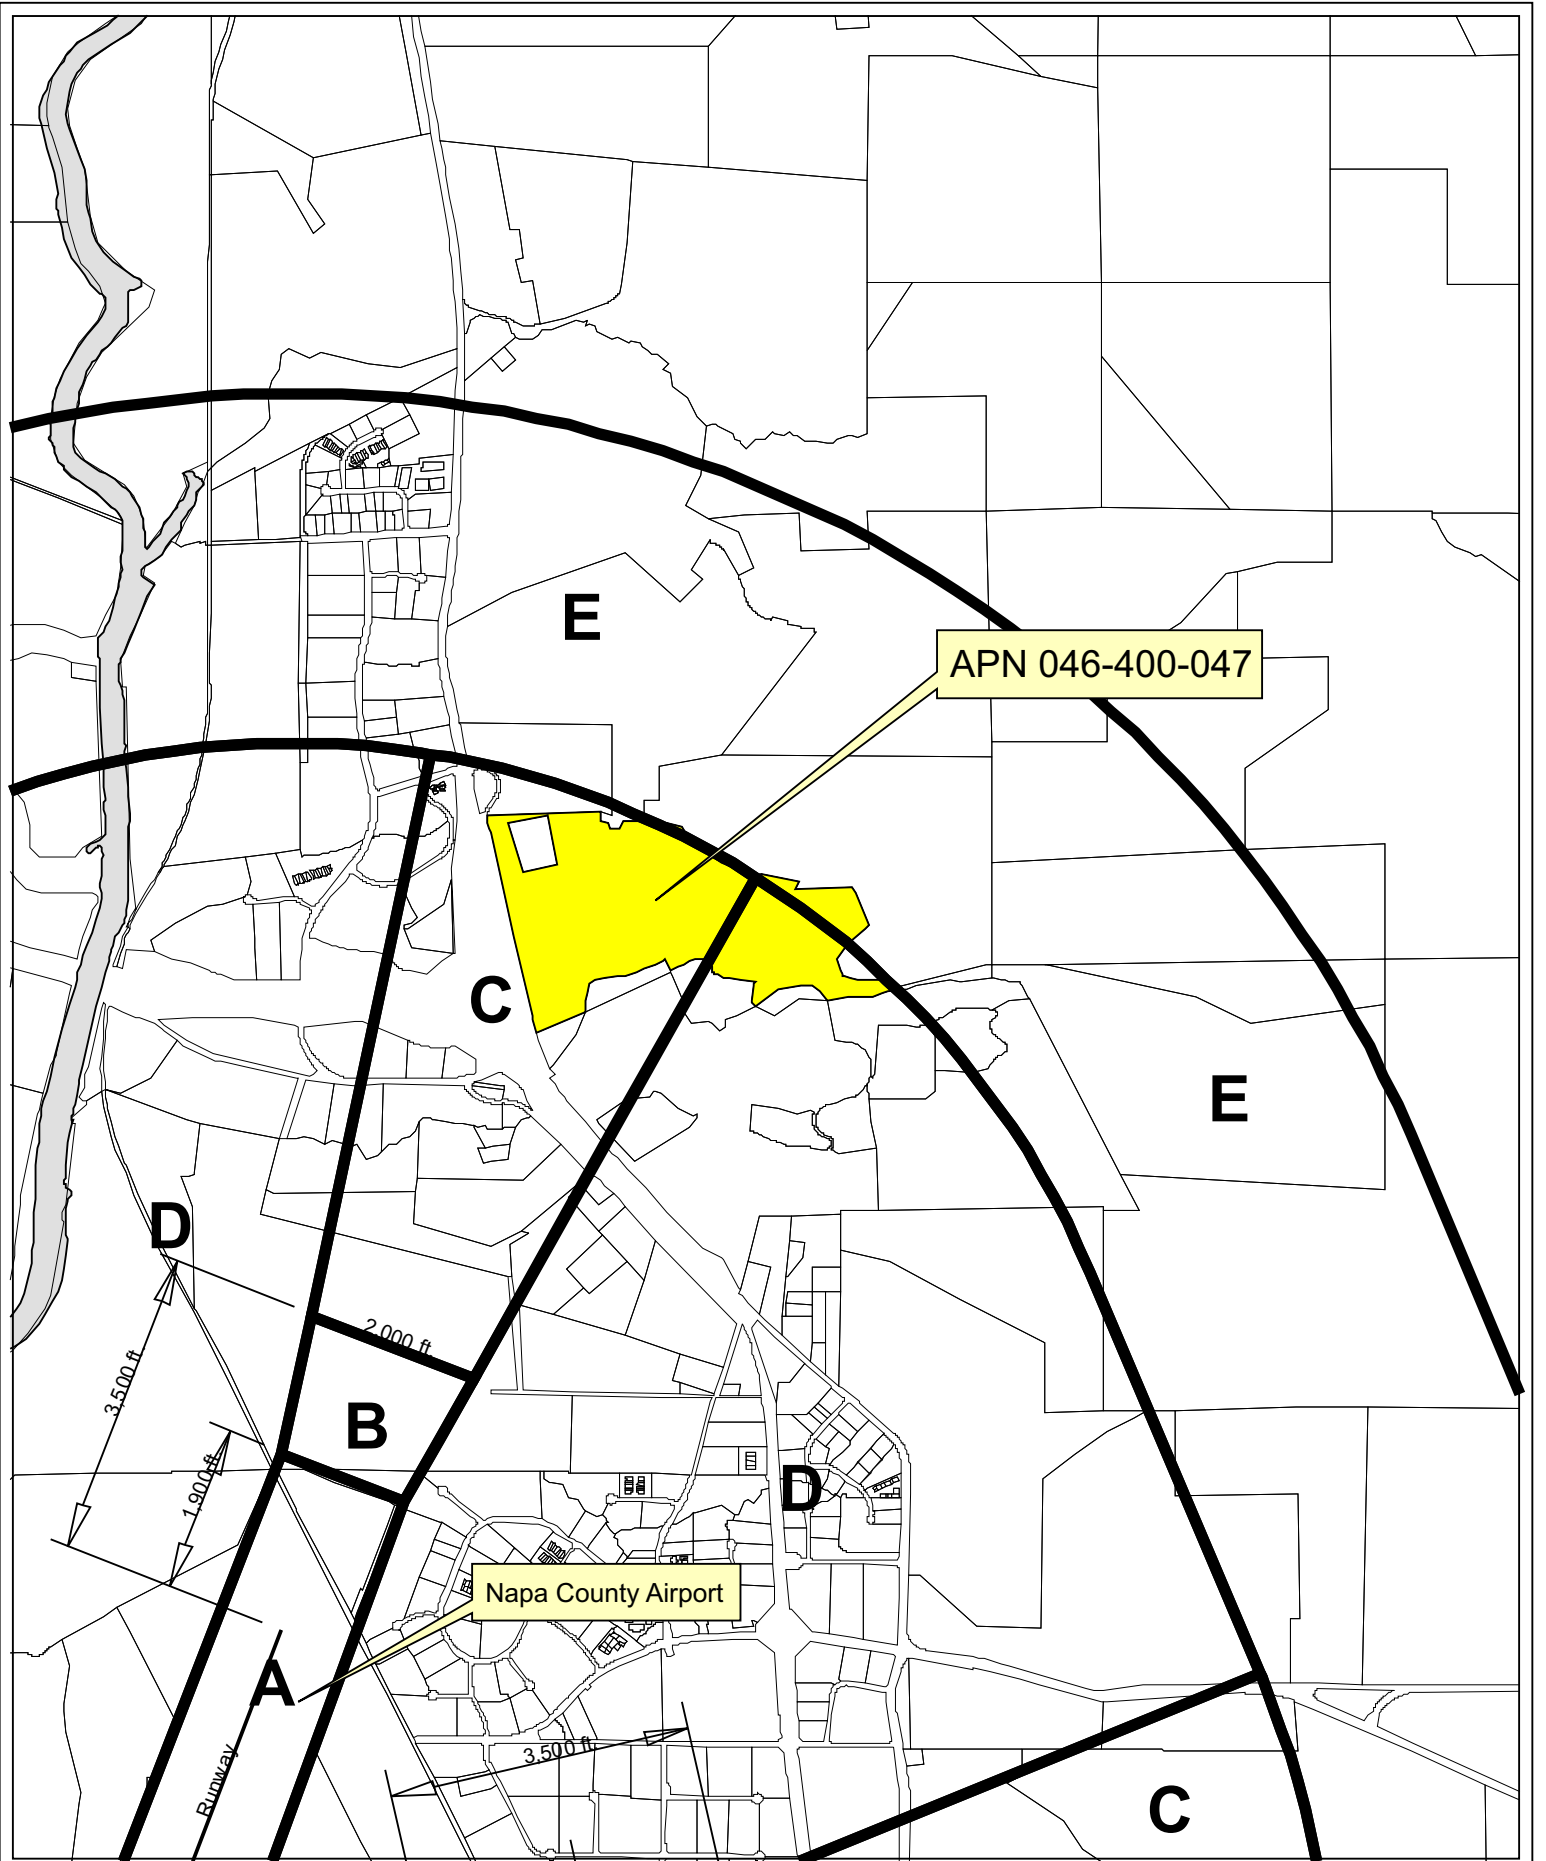 E
APN 046-400-047
C
E
D
2,000 ft.
3,500 ft.
B
1,900 ft.
D
Napa County Airport
A
3,500 ft.
Runway
C